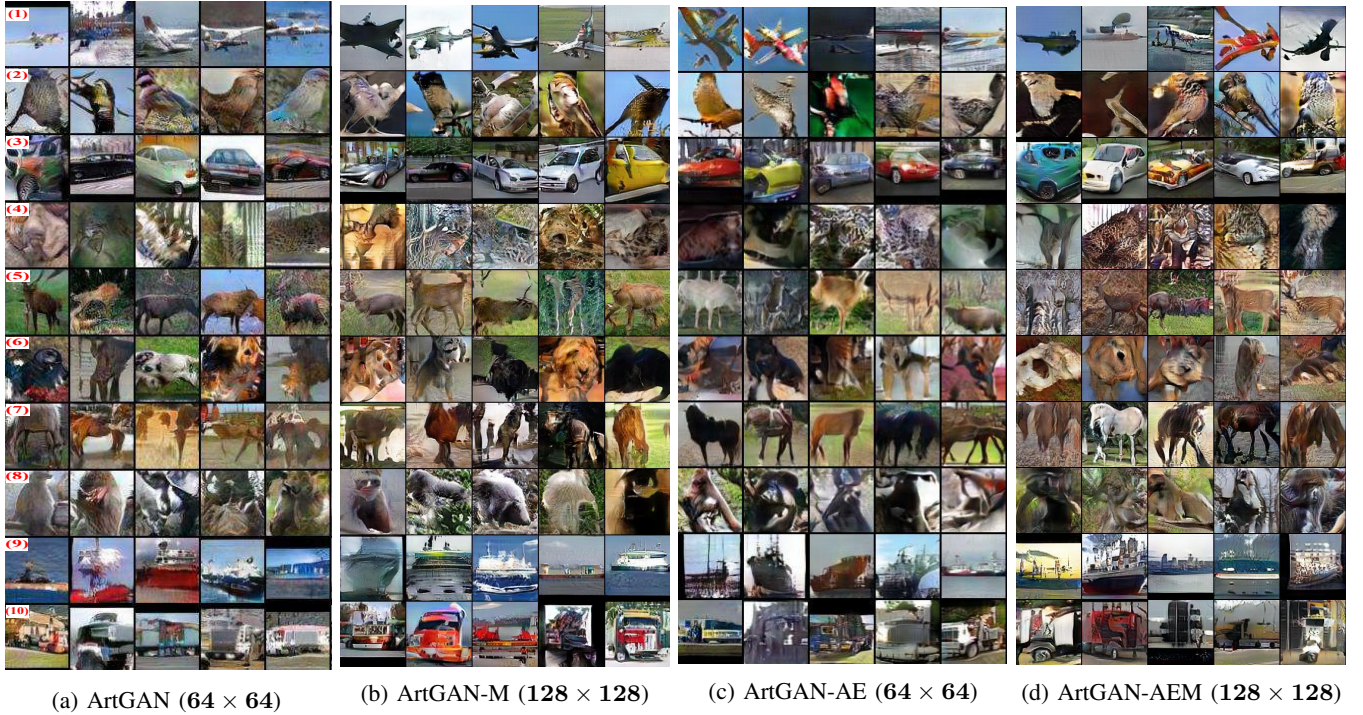 (1)
(2)
(3)
(4)
(5)
(6)
(7)
(8)
(9)
(10)
(a) ArtGAN (64 × 64)
(b) ArtGAN-M (128 × 128)
(c) ArtGAN-AE (64 × 64)
(d) ArtGAN-AEM (128 × 128)